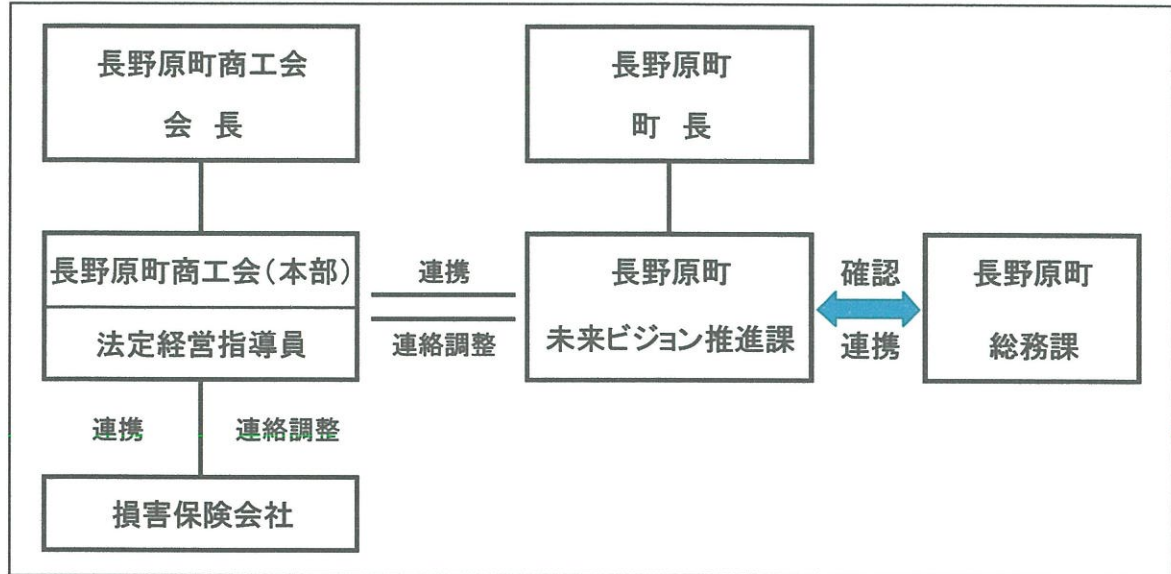 長野原町商工会
会 長
長野原町
町 長
長野原町商工会(本部)
法定経営指導員
連携
連絡調整
長野原町
未来ビジョン推進課
確認
連携
長野原町
総務課
連携
連絡調整
損害保険会社